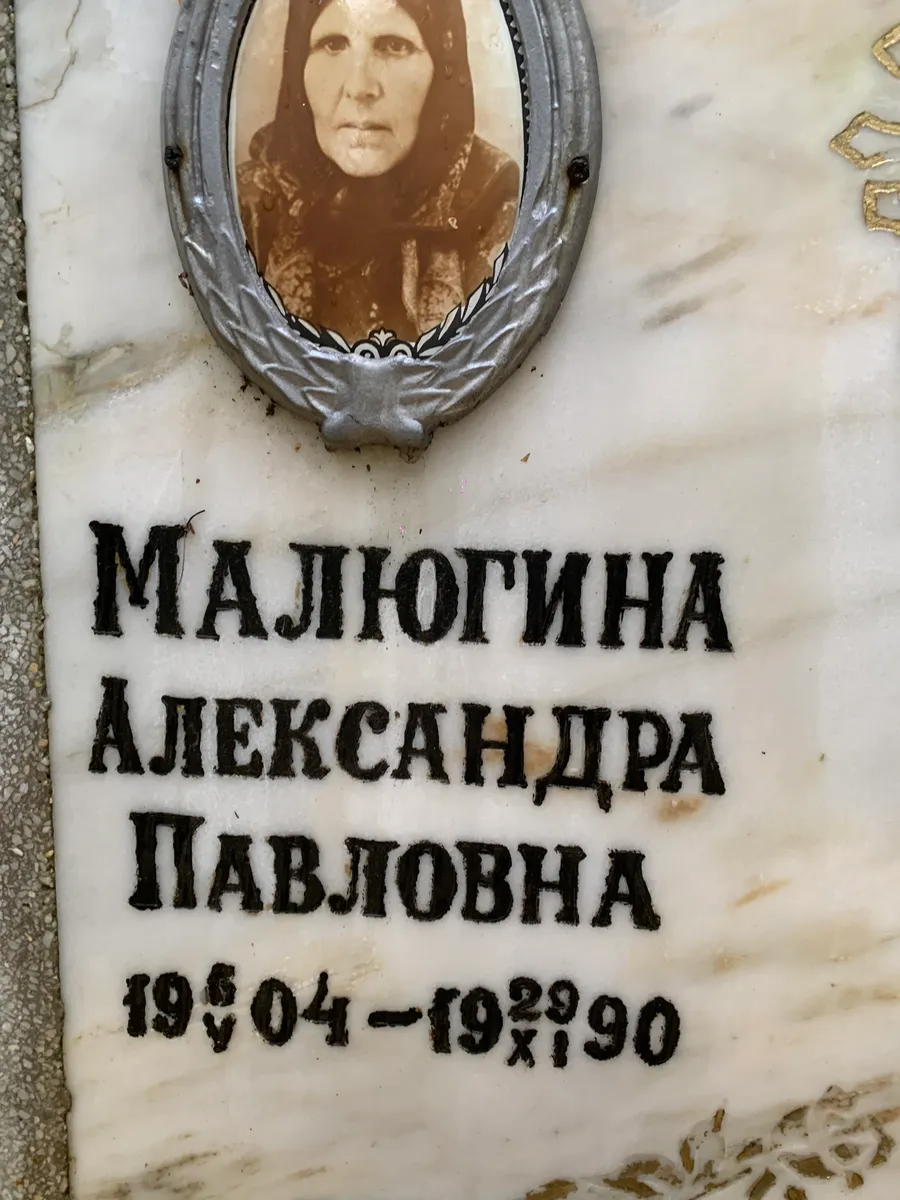 МАЛЮГИНА
АЛЕКСАНДРА
ПАВЛОВНА
19 6/V 04 – 19 29/XI 90